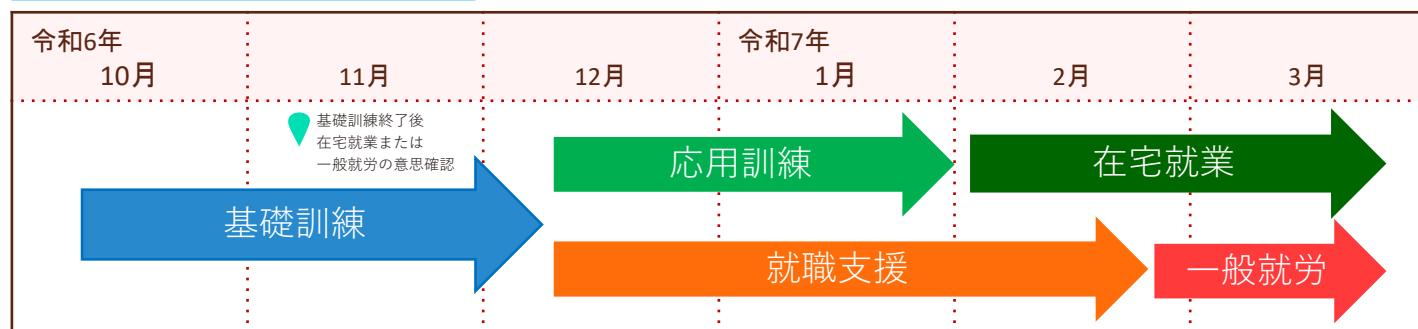 令和6年
10月
11月
12月
令和7年
1月
2月
3月
基礎訓練終了後
在宅就業または
一般就労の意思確認
基礎訓練
応用訓練
在宅就業
就職支援
一般就労